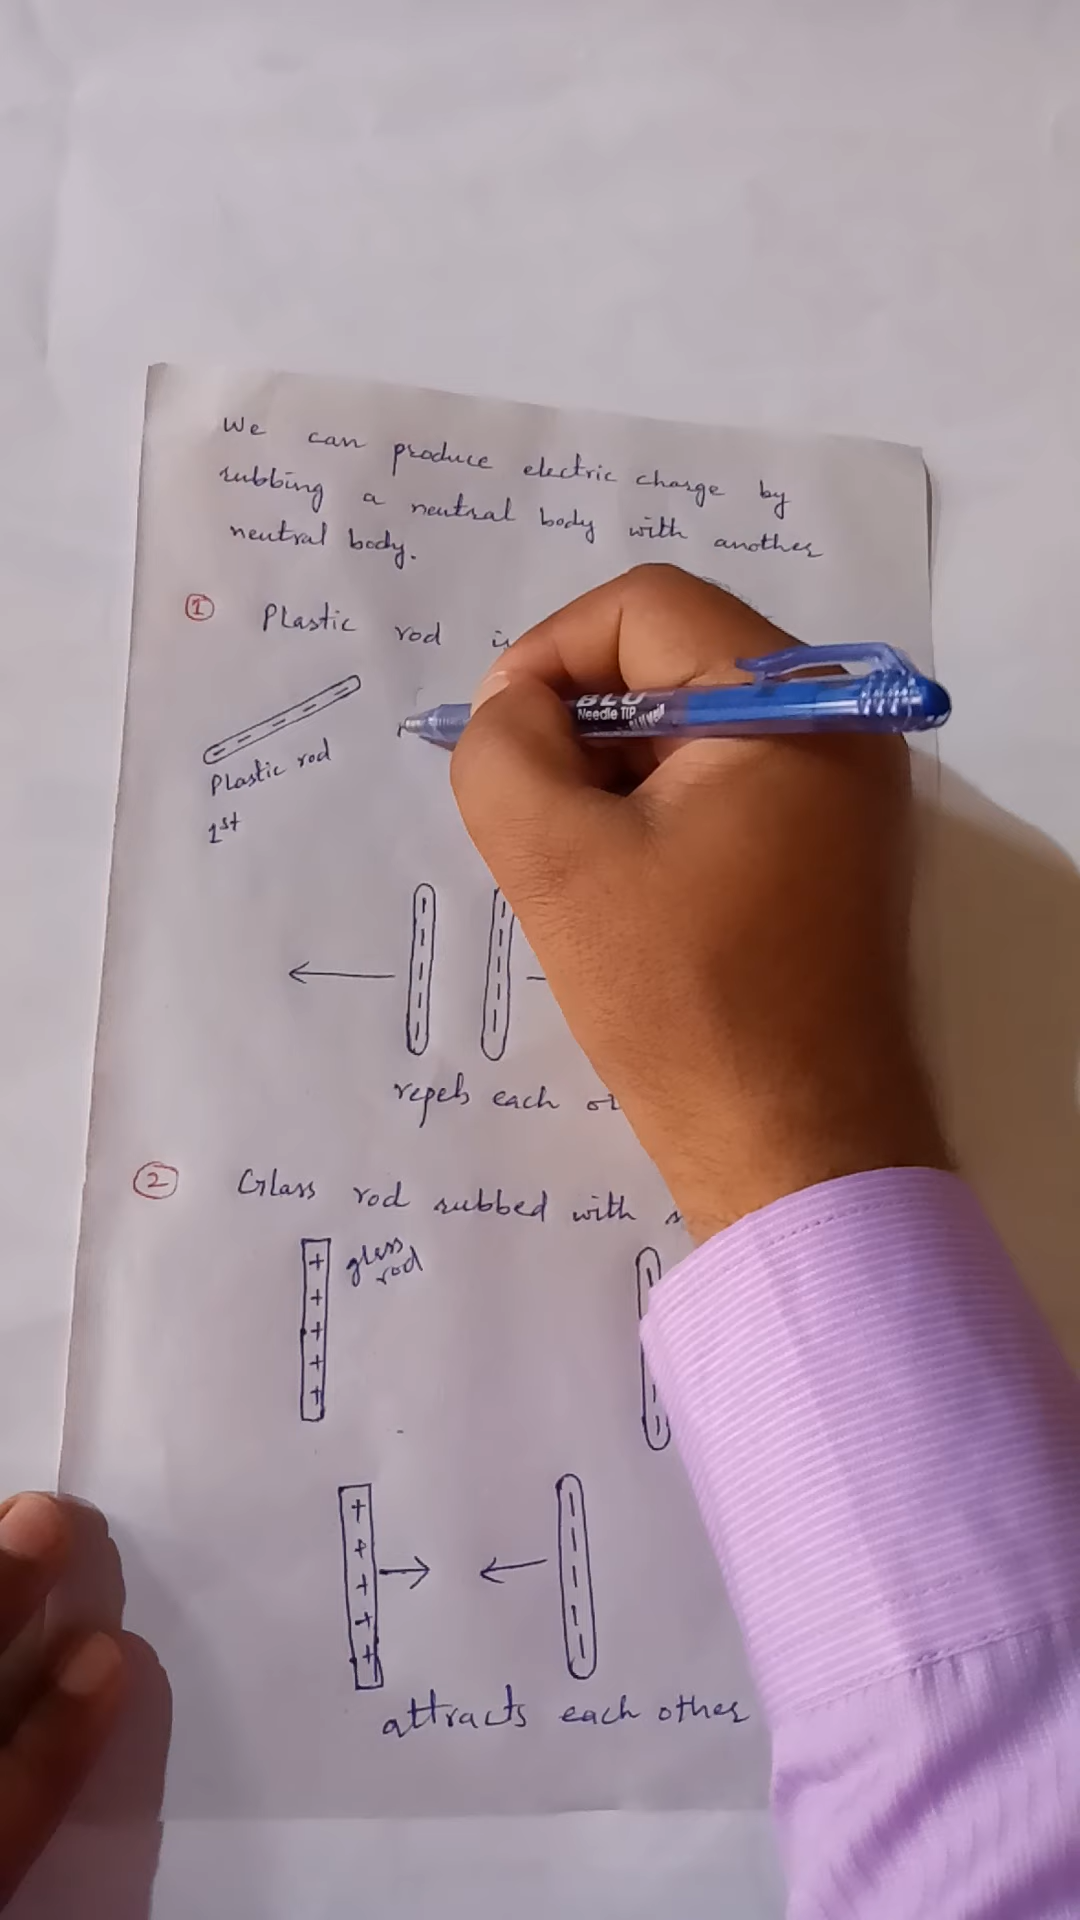 We can produce electric charge by
rubbing a neutral body with another
neutral body.
1 Plastic rod
BLU
Needle TIP
Plastic rod
1st
repels each
2 Glass rod rubbed with
glass
rod
attracts each other